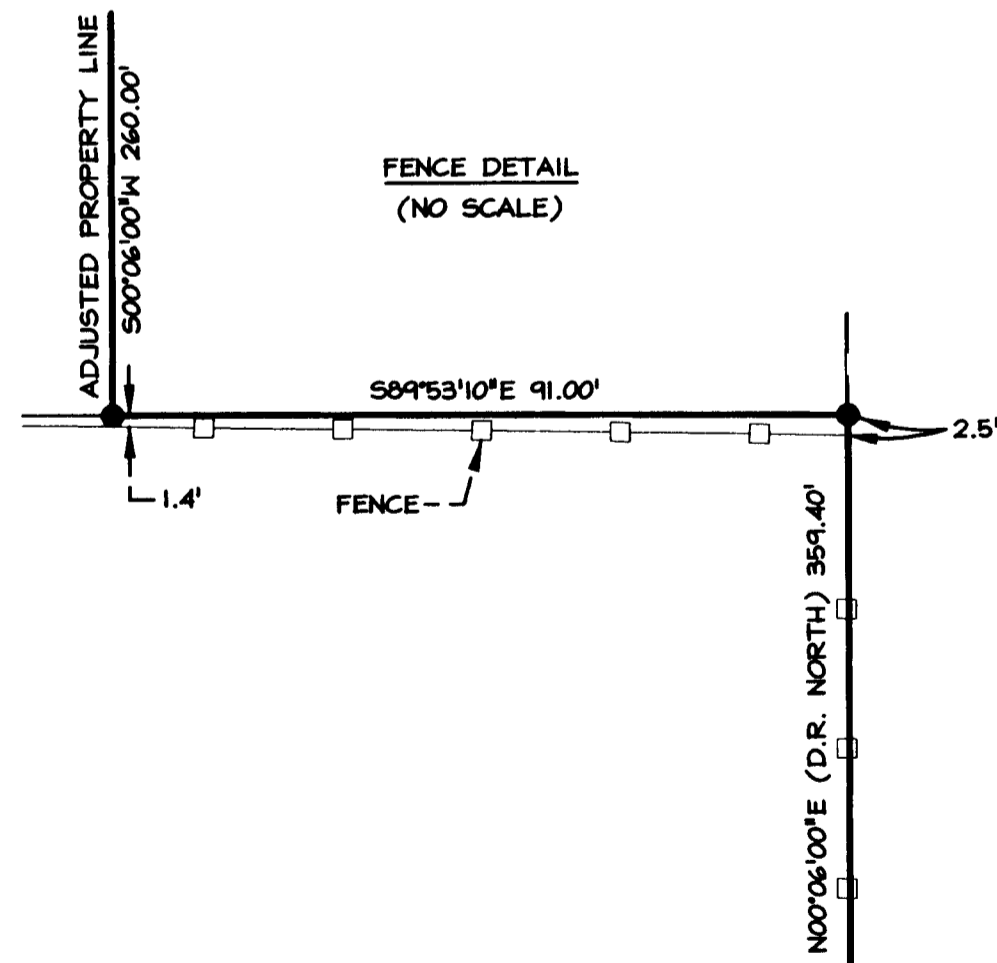 ADJUSTED PROPERTY LINE
S00°06'00"W 260.00'
FENCE DETAIL
(NO SCALE)
S89°53'10"E 91.00'
2.5'
1.4'
FENCE
N00°06'00"E (D.R. NORTH) 359.40'